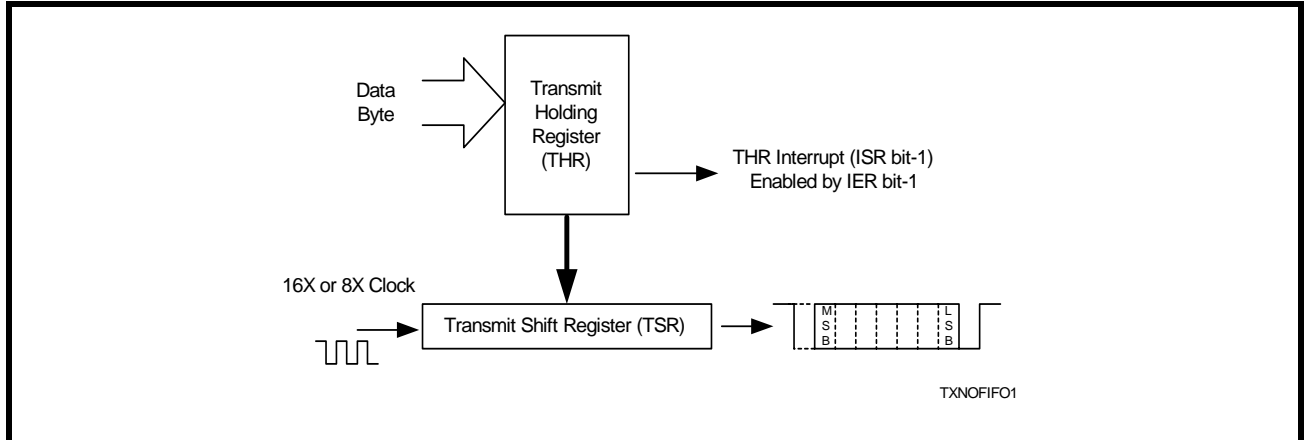 Data
Byte
Transmit
Holding
Register
(THR)
THR Interrupt (ISR bit-1)
Enabled by IER bit-1
16X or 8X Clock
Transmit Shift Register (TSR)
M
S
B
L
S
B
TXNOFIFO1